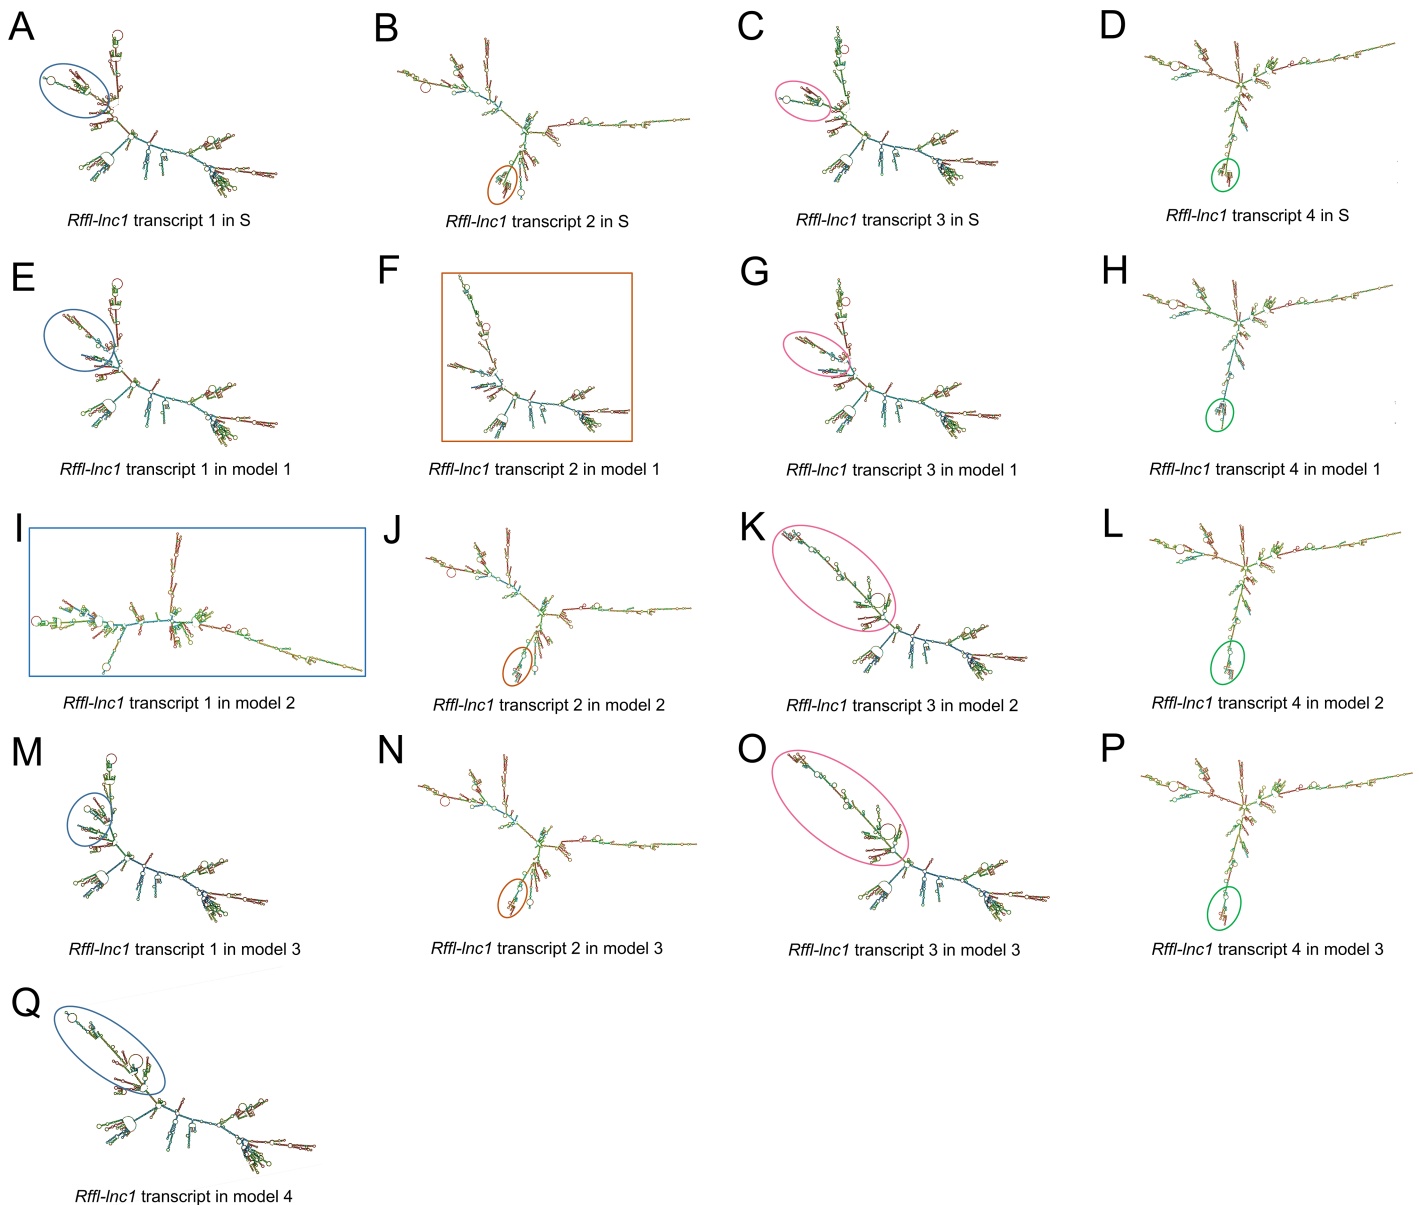 A
B
C
D
Rffl-lnc1 transcript 1 in S
Rffl-lnc1 transcript 2 in S
Rffl-lnc1 transcript 3 in S
Rffl-lnc1 transcript 4 in S
E
F
G
H
Rffl-lnc1 transcript 1 in model 1
Rffl-lnc1 transcript 2 in model 1
Rffl-lnc1 transcript 3 in model 1
Rffl-lnc1 transcript 4 in model 1
I
J
K
L
Rffl-lnc1 transcript 1 in model 2
Rffl-lnc1 transcript 2 in model 2
Rffl-lnc1 transcript 3 in model 2
Rffl-lnc1 transcript 4 in model 2
M
N
O
P
Rffl-lnc1 transcript 1 in model 3
Rffl-lnc1 transcript 2 in model 3
Rffl-lnc1 transcript 3 in model 3
Rffl-lnc1 transcript 4 in model 3
Q
Rffl-lnc1 transcript in model 4